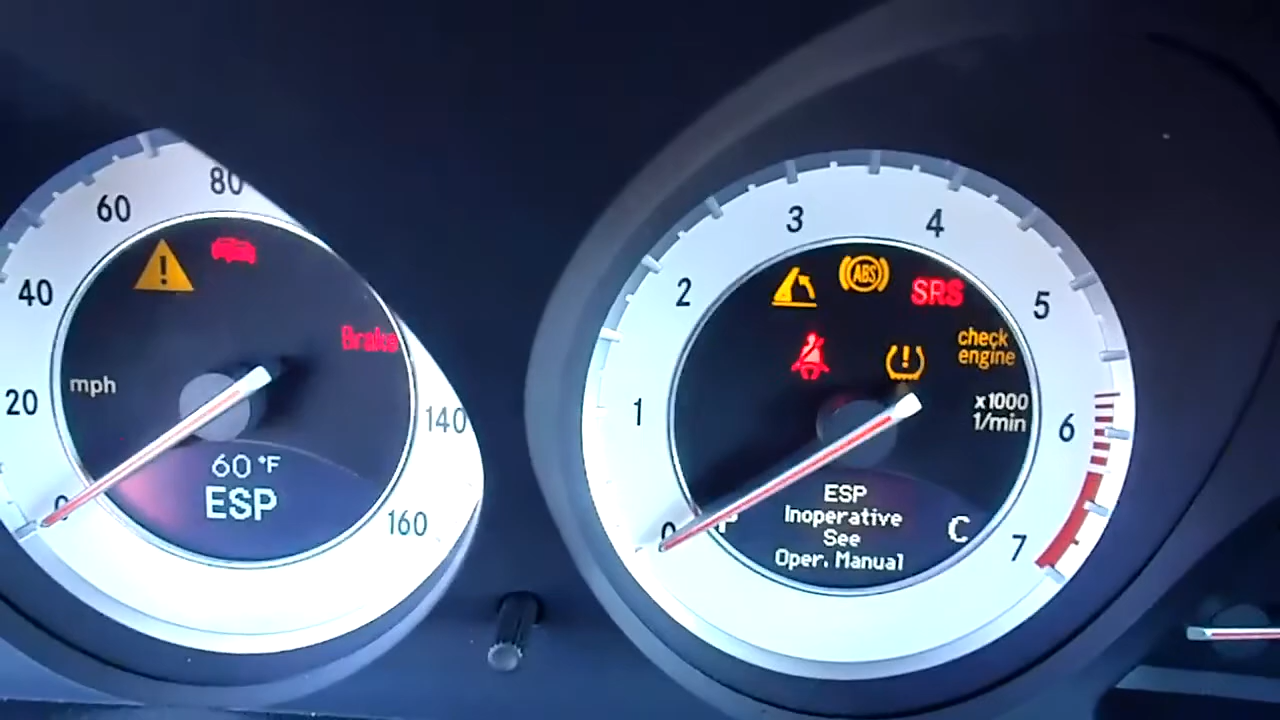 20
40
60
80
140
160
0
mph
Brake
60 °F
ESP
0
1
2
3
4
5
6
7
ABS
SRS
check
engine
x1000
1/min
P
C
ESP
Inoperative
See
Oper. Manual